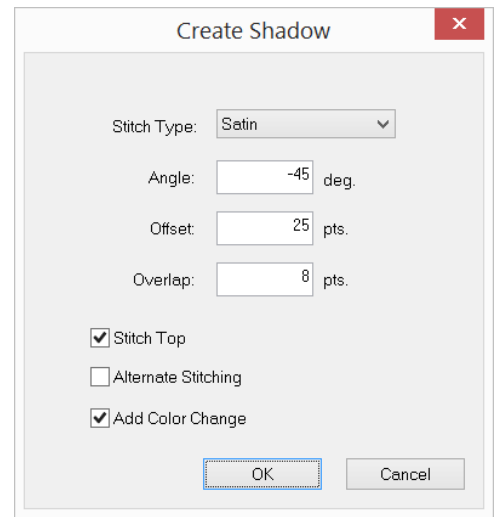 Create Shadow
Stitch Type: Satin
Angle: -45 deg.
Offset: 25 pts.
Overlap: 8 pts.
Stitch Top
Alternate Stitching
Add Color Change
OK Cancel